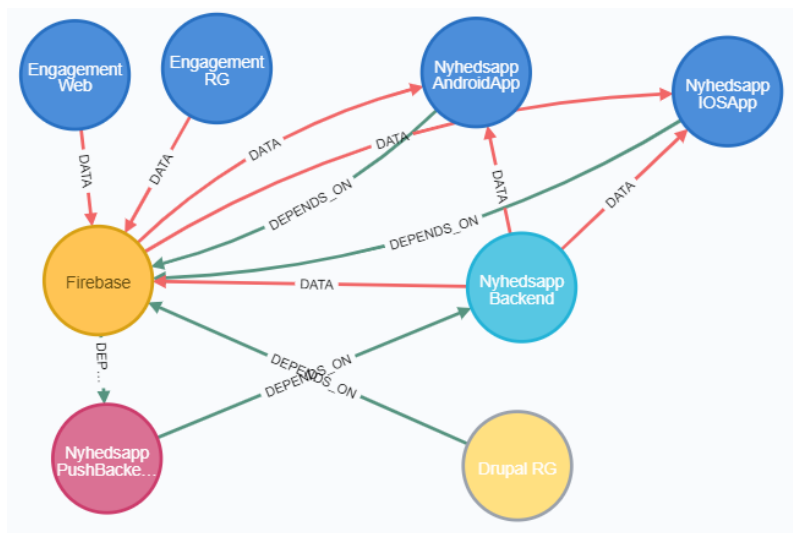 Engagement
Web
Engagement
RG
Nyhedsapp
AndroidApp
Nyhedsapp
IOSApp
DATA
DATA
DATA
DATA
DATA
DATA
DEPENDS_ON
DEPENDS_ON
Firebase
DATA
Nyhedsapp
Backend
DEP…
DEPENDS_ON
DEPENDS_ON
Nyhedsapp
PushBacke…
Drupal RG